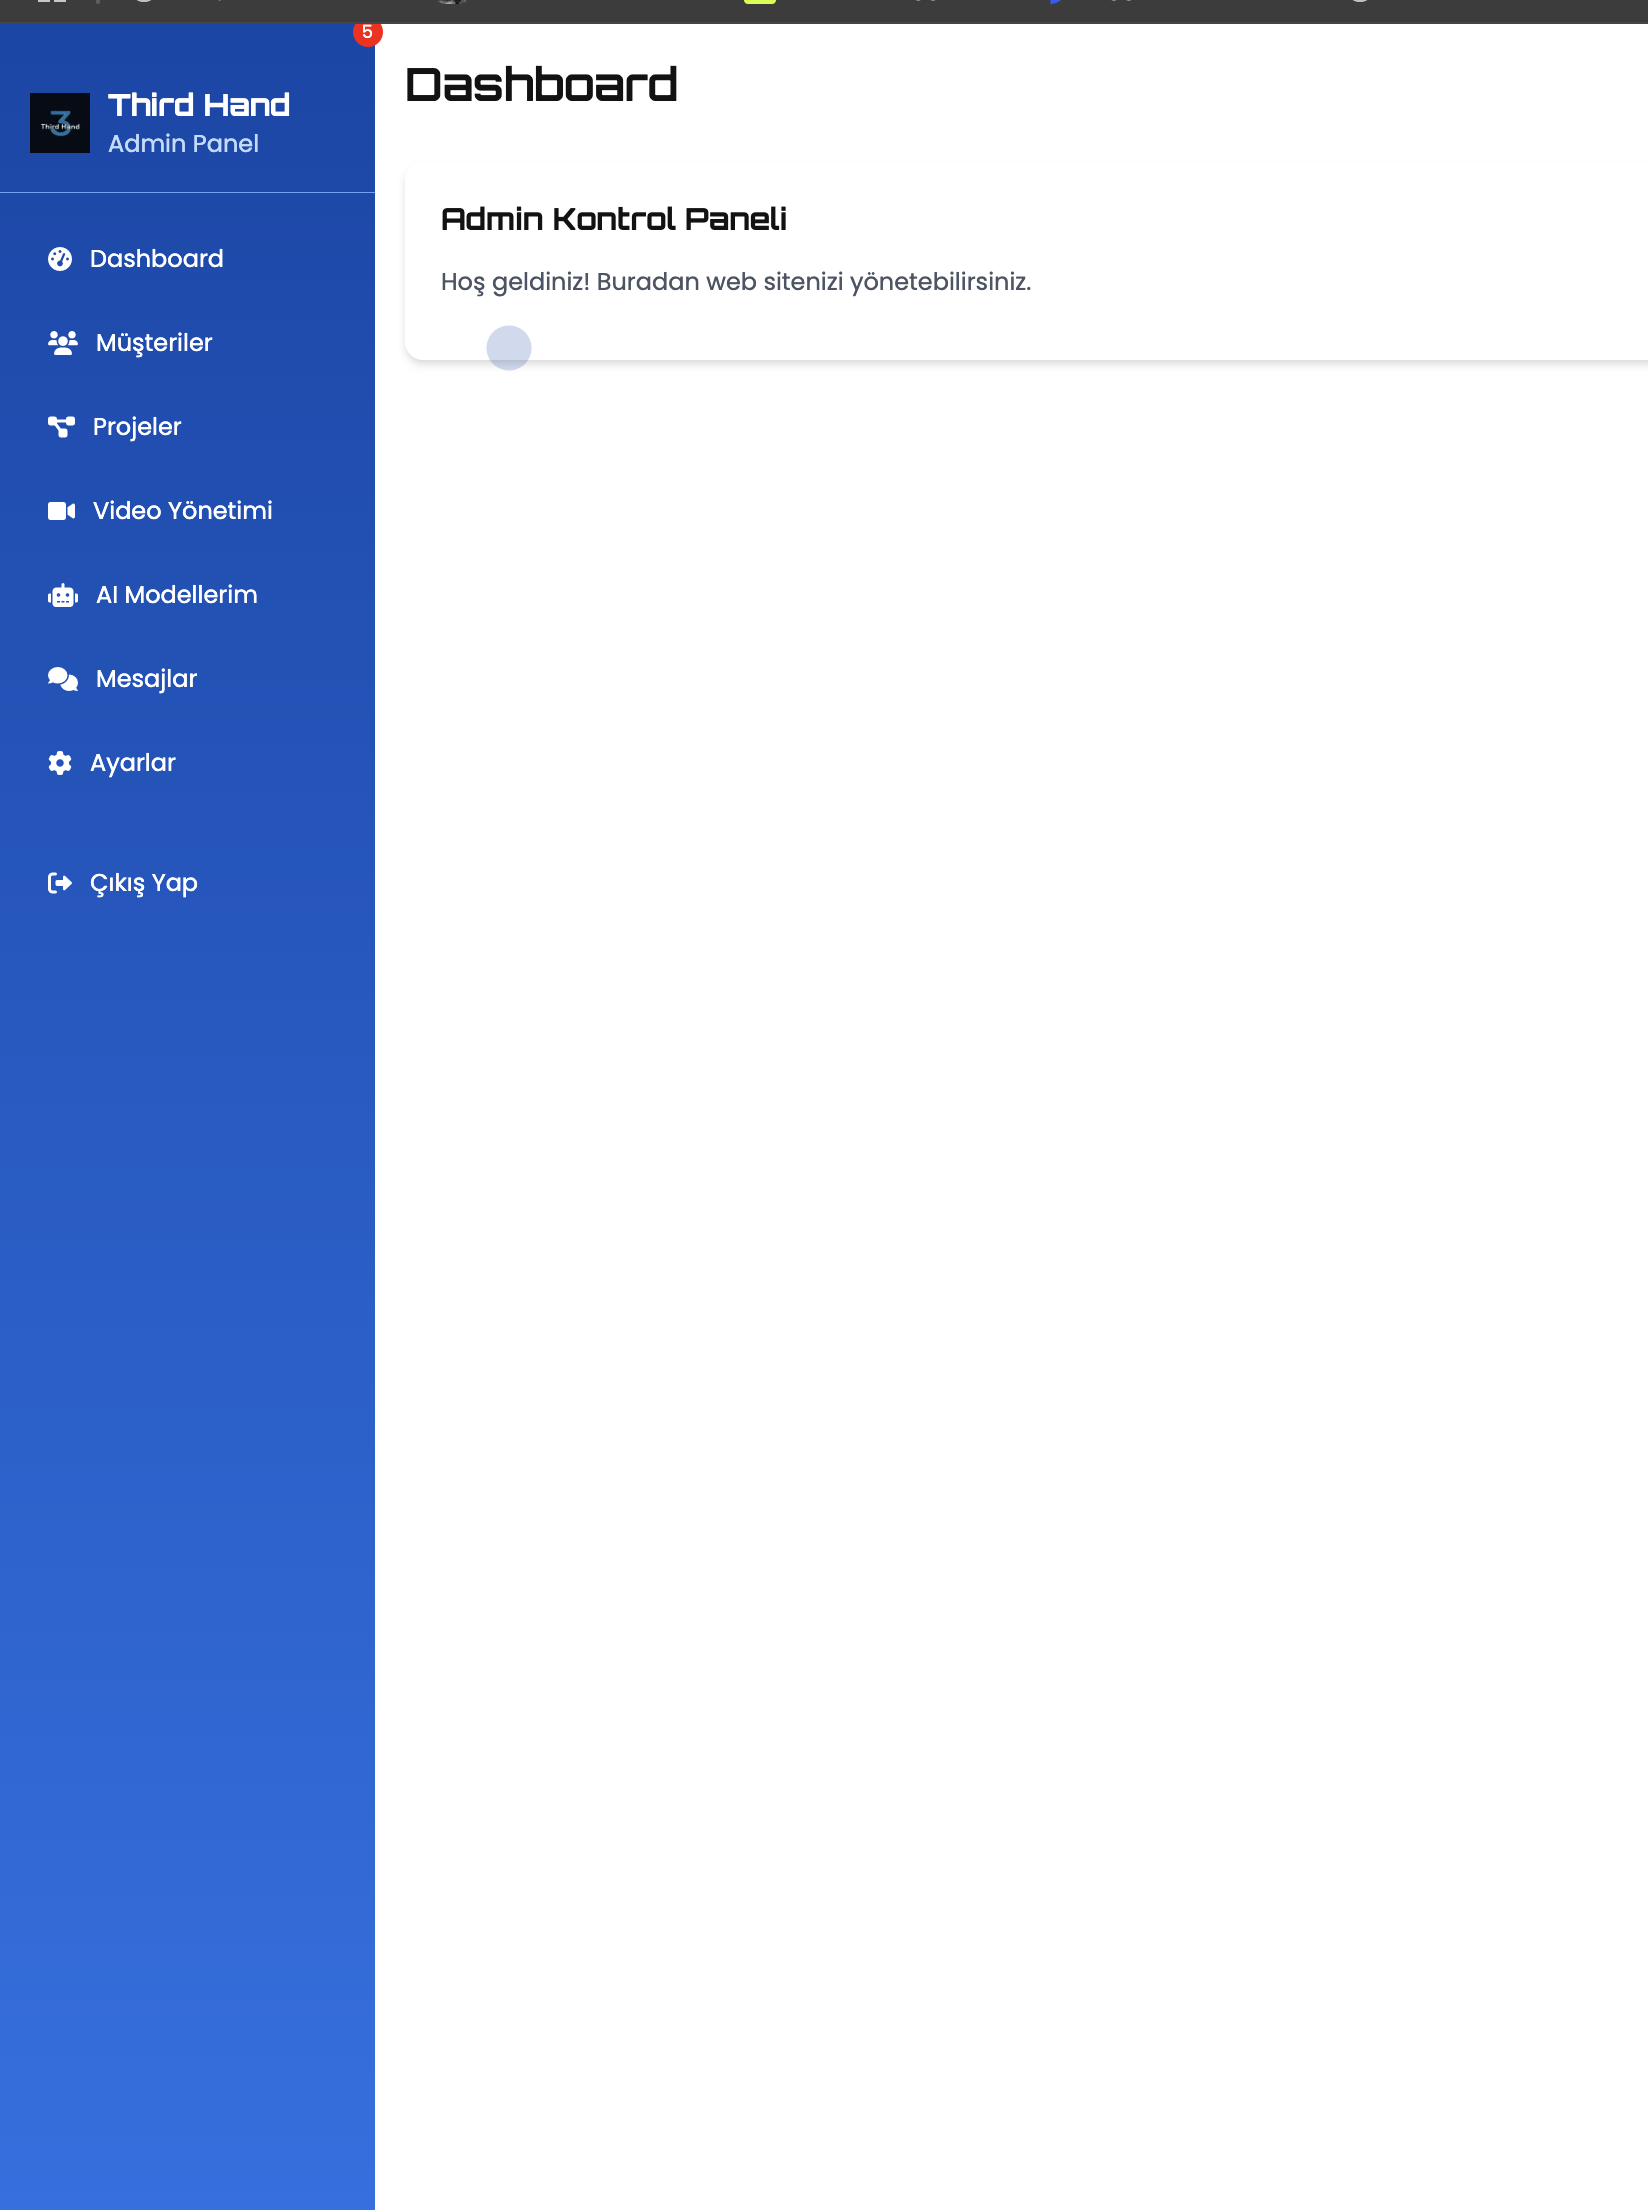 5
Third Hand
Admin Panel
3
Third Hand
Dashboard
Müşteriler
Projeler
Video Yönetimi
AI Modellerim
Mesajlar
Ayarlar
Çıkış Yap
Dashboard
Admin Kontrol Paneli
Hoş geldiniz! Buradan web sitenizi yönetebilirsiniz.